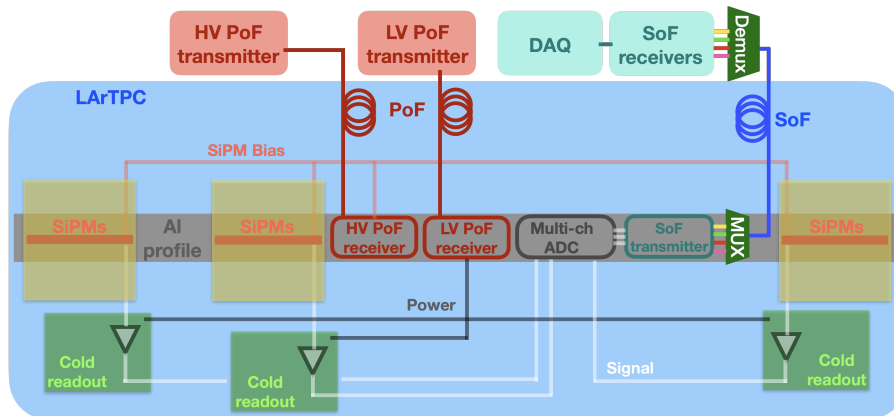 HV PoF
transmitter
LV PoF
transmitter
DAQ
SoF
receivers
Demux
LArTPC
PoF
SoF
SiPM Bias
SiPMs
Al
profile
SiPMs
HV PoF
receiver
LV PoF
receiver
Multi-ch
ADC
SoF
transmitter
MUX
SiPMs
Power
Cold
readout
Cold
readout
Signal
Cold
readout